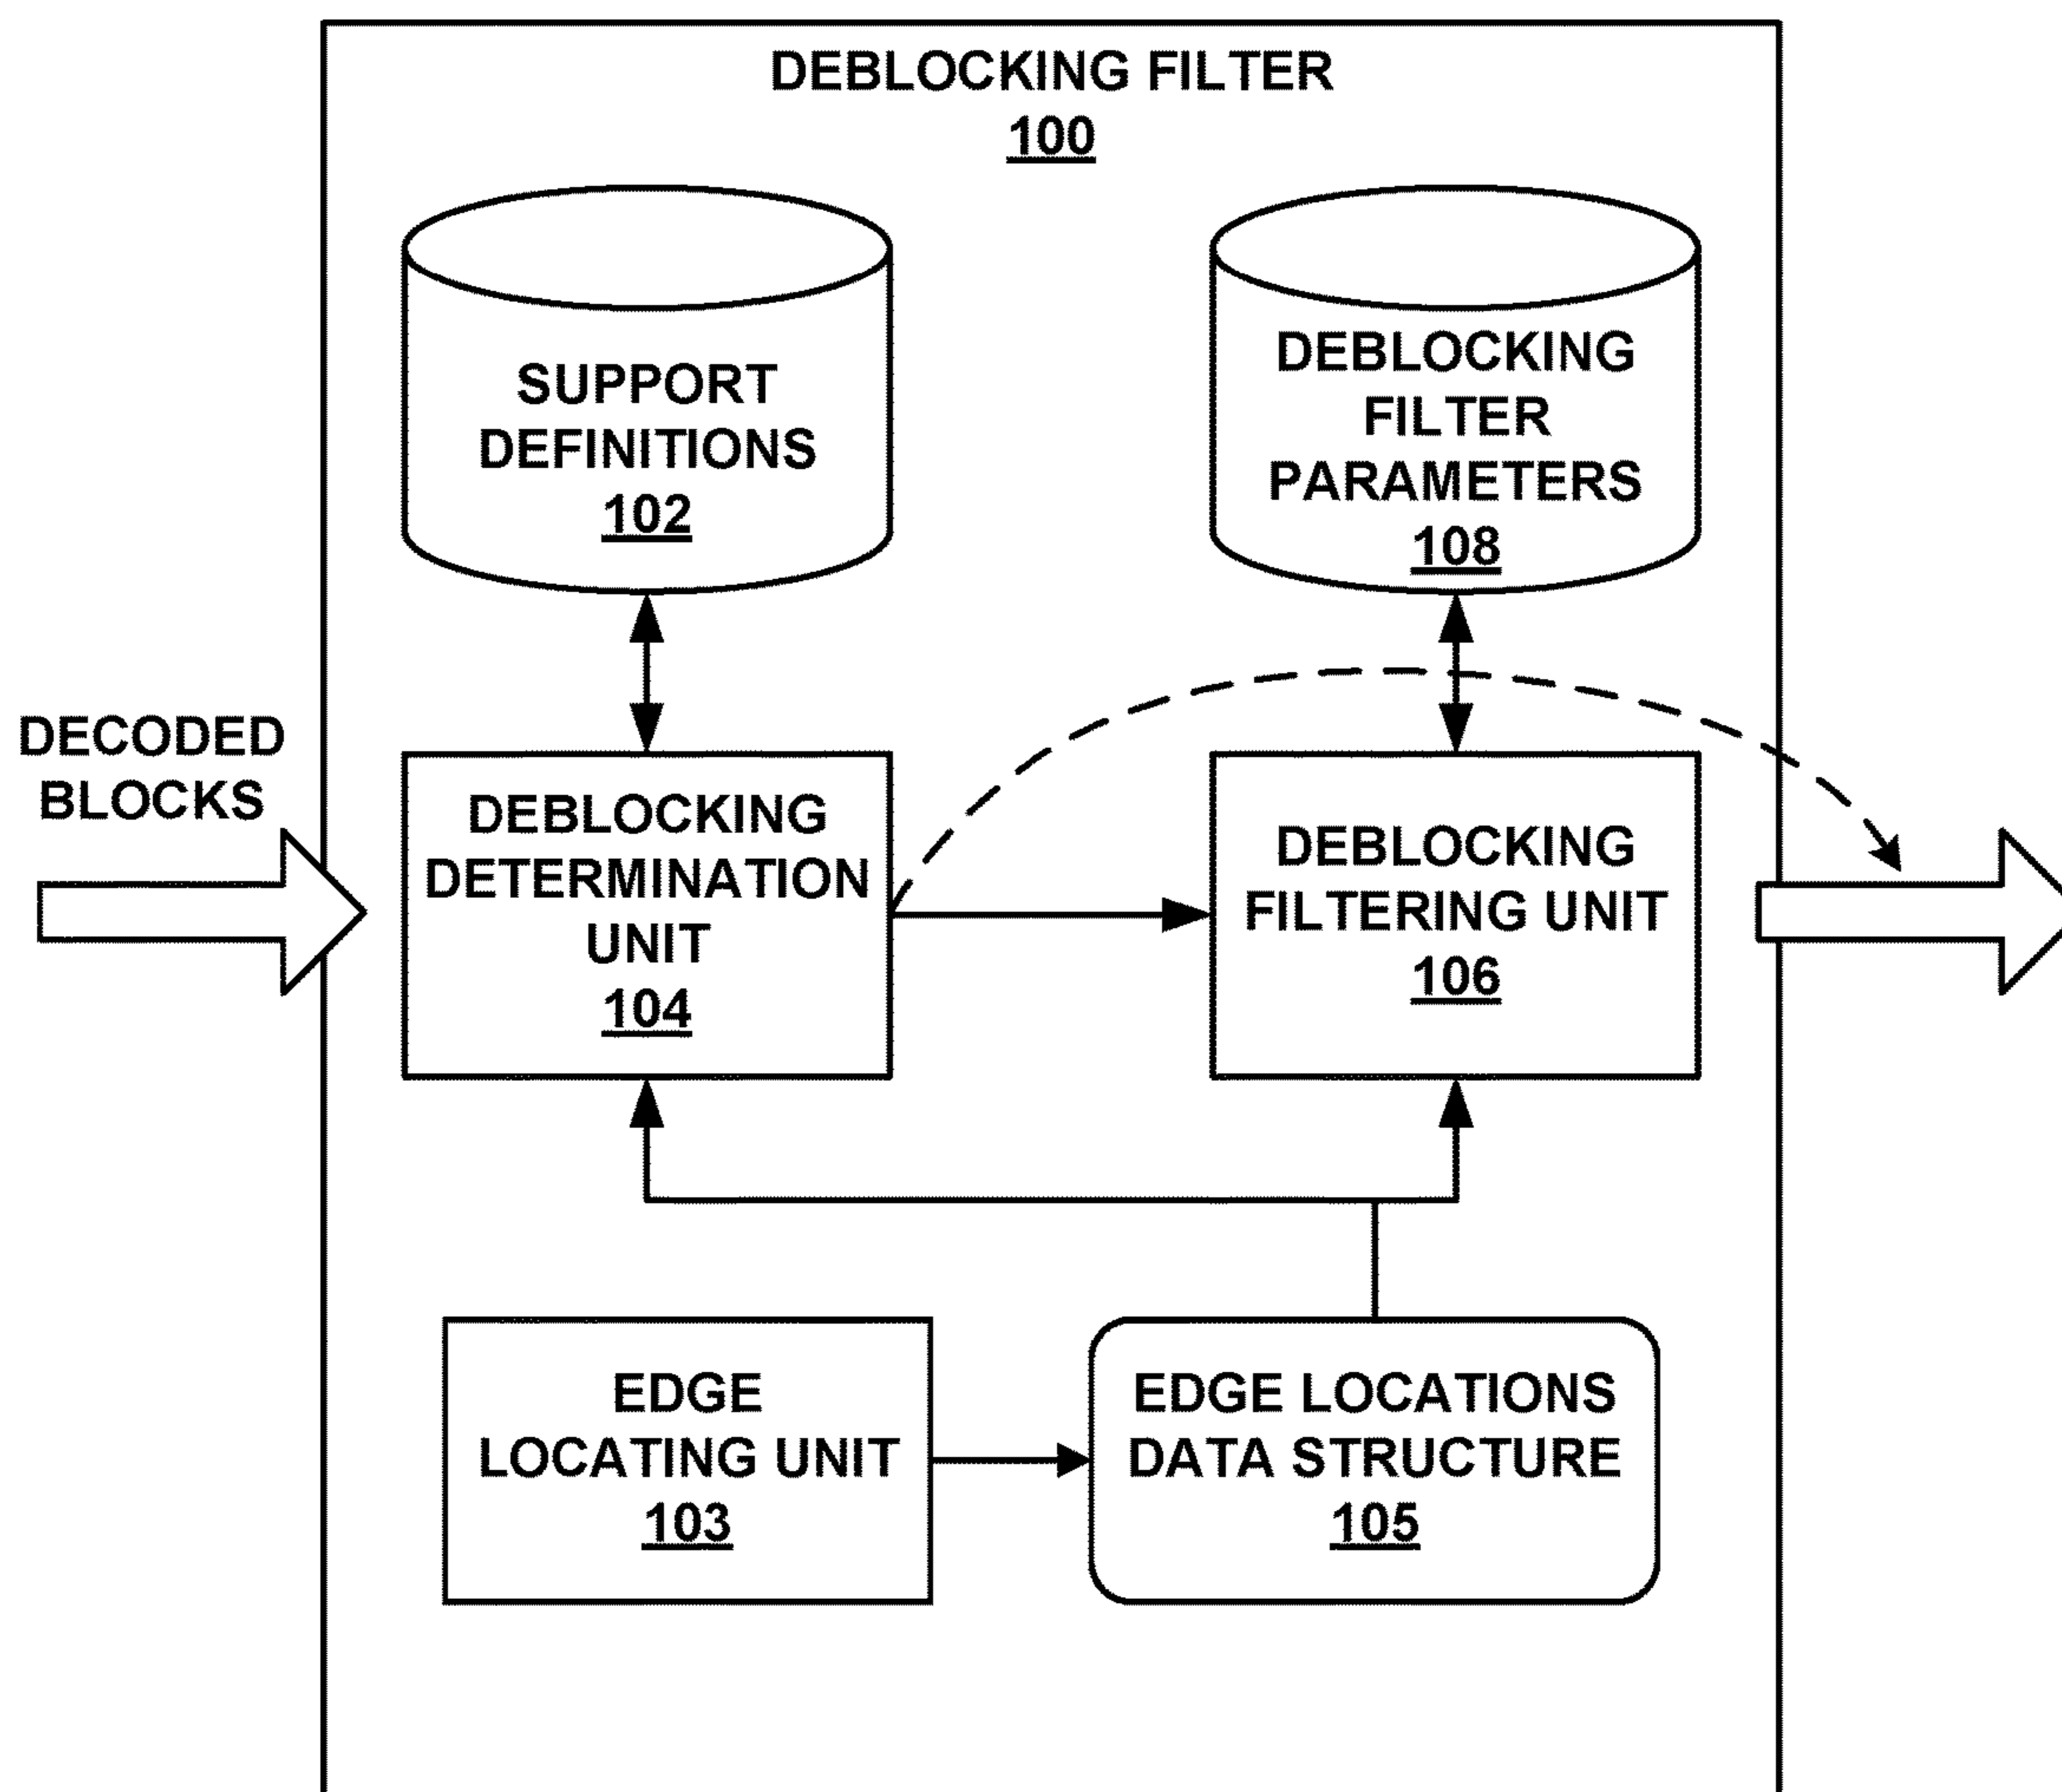 DEBLOCKING FILTER
100
SUPPORT
DEFINITIONS
102
DEBLOCKING
FILTER
PARAMETERS
108
DECODED
BLOCKS
DEBLOCKING
DETERMINATION
UNIT
104
DEBLOCKING
FILTERING UNIT
106
EDGE
LOCATING UNIT
103
EDGE LOCATIONS
DATA STRUCTURE
105